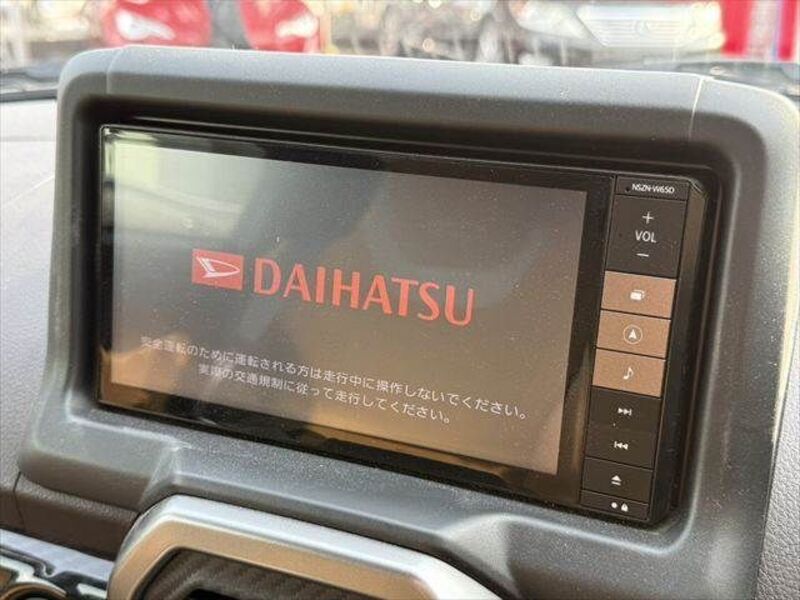 NSZN-W65D
+
VOL
−
DAIHATSU
完全運転のために運転される方は走行中に操作しないでください。
実際の交通規制に従って走行してください。